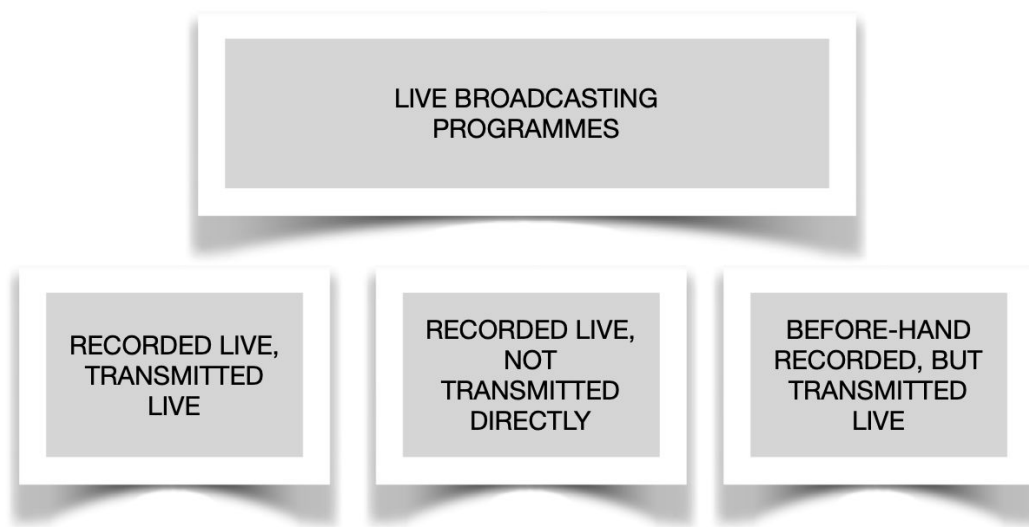 LIVE BROADCASTING
PROGRAMMES
RECORDED LIVE,
TRANSMITTED
LIVE
RECORDED LIVE,
NOT
TRANSMITTED
DIRECTLY
BEFORE-HAND
RECORDED, BUT
TRANSMITTED
LIVE